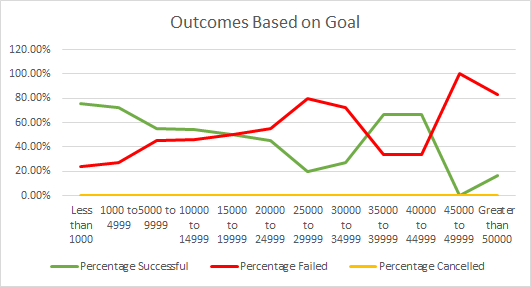 Outcomes Based on Goal
120.00%
100.00%
80.00%
60.00%
40.00%
20.00%
0.00%
Less than 1000
1000 to 4999
5000 to 9999
10000 to 14999
15000 to 19999
20000 to 24999
25000 to 29999
30000 to 34999
35000 to 39999
40000 to 44999
45000 to 49999
Greater than 50000
Percentage Successful
Percentage Failed
Percentage Cancelled